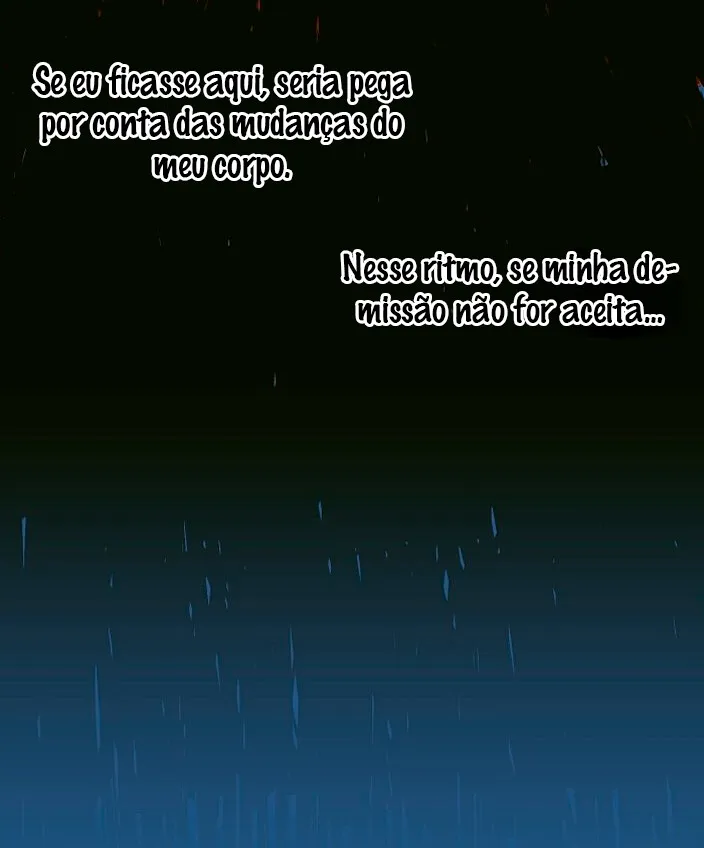 Se eu ficasse aqui, seria pega
por conta das mudanças do
meu corpo.
Nesse ritmo, se minha de-
missão não for aceita...